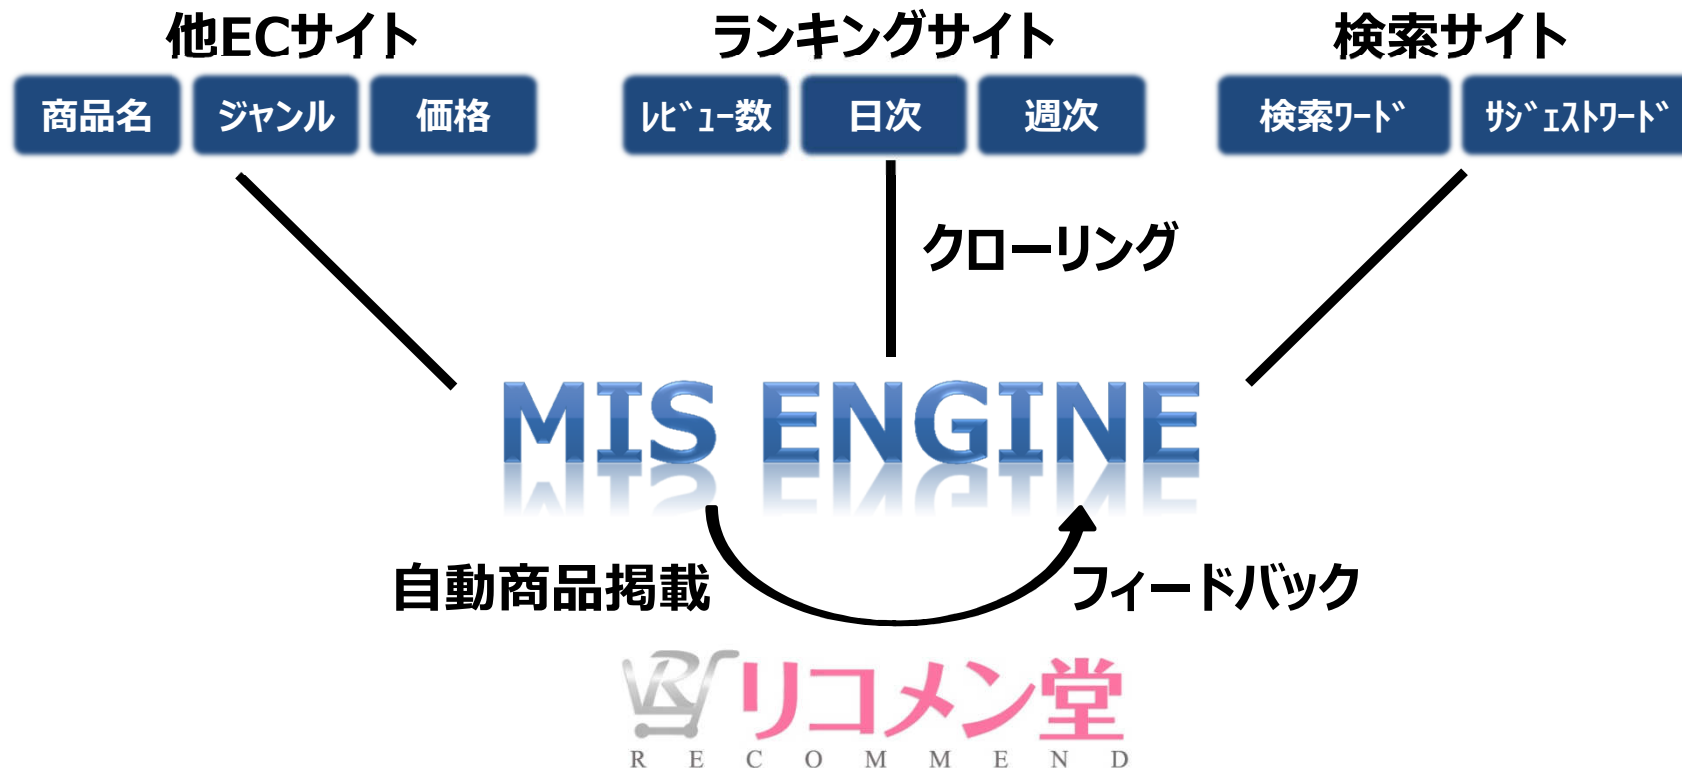 他ECサイト
ランキングサイト
検索サイト
商品名
ジャンル
価格
ﾚﾋﾞｭｰ数
日次
週次
検索ﾜｰﾄﾞ
ｻｼﾞｪｽﾄﾜｰﾄﾞ
クローリング
MIS ENGINE
自動商品掲載
フィードバック
リコメン堂
RECOMMEND